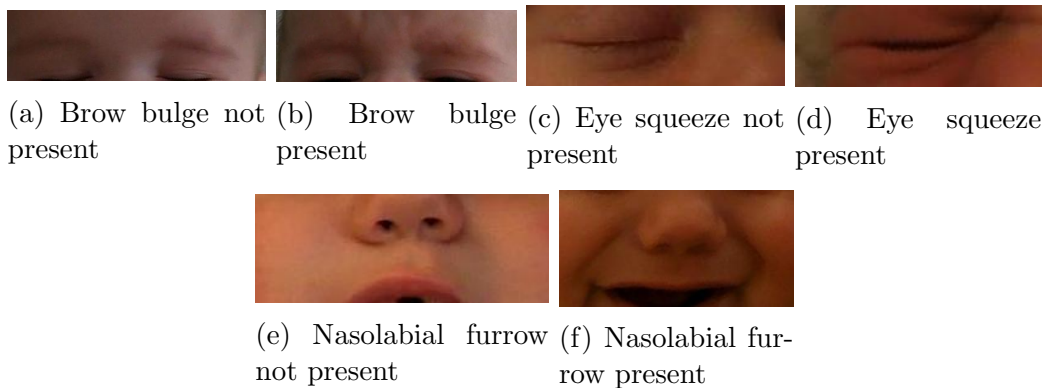 (a) Brow bulge not present
(b) Brow bulge present
(c) Eye squeeze not present
(d) Eye squeeze present
(e) Nasolabial furrow not present
(f) Nasolabial fur-
row present